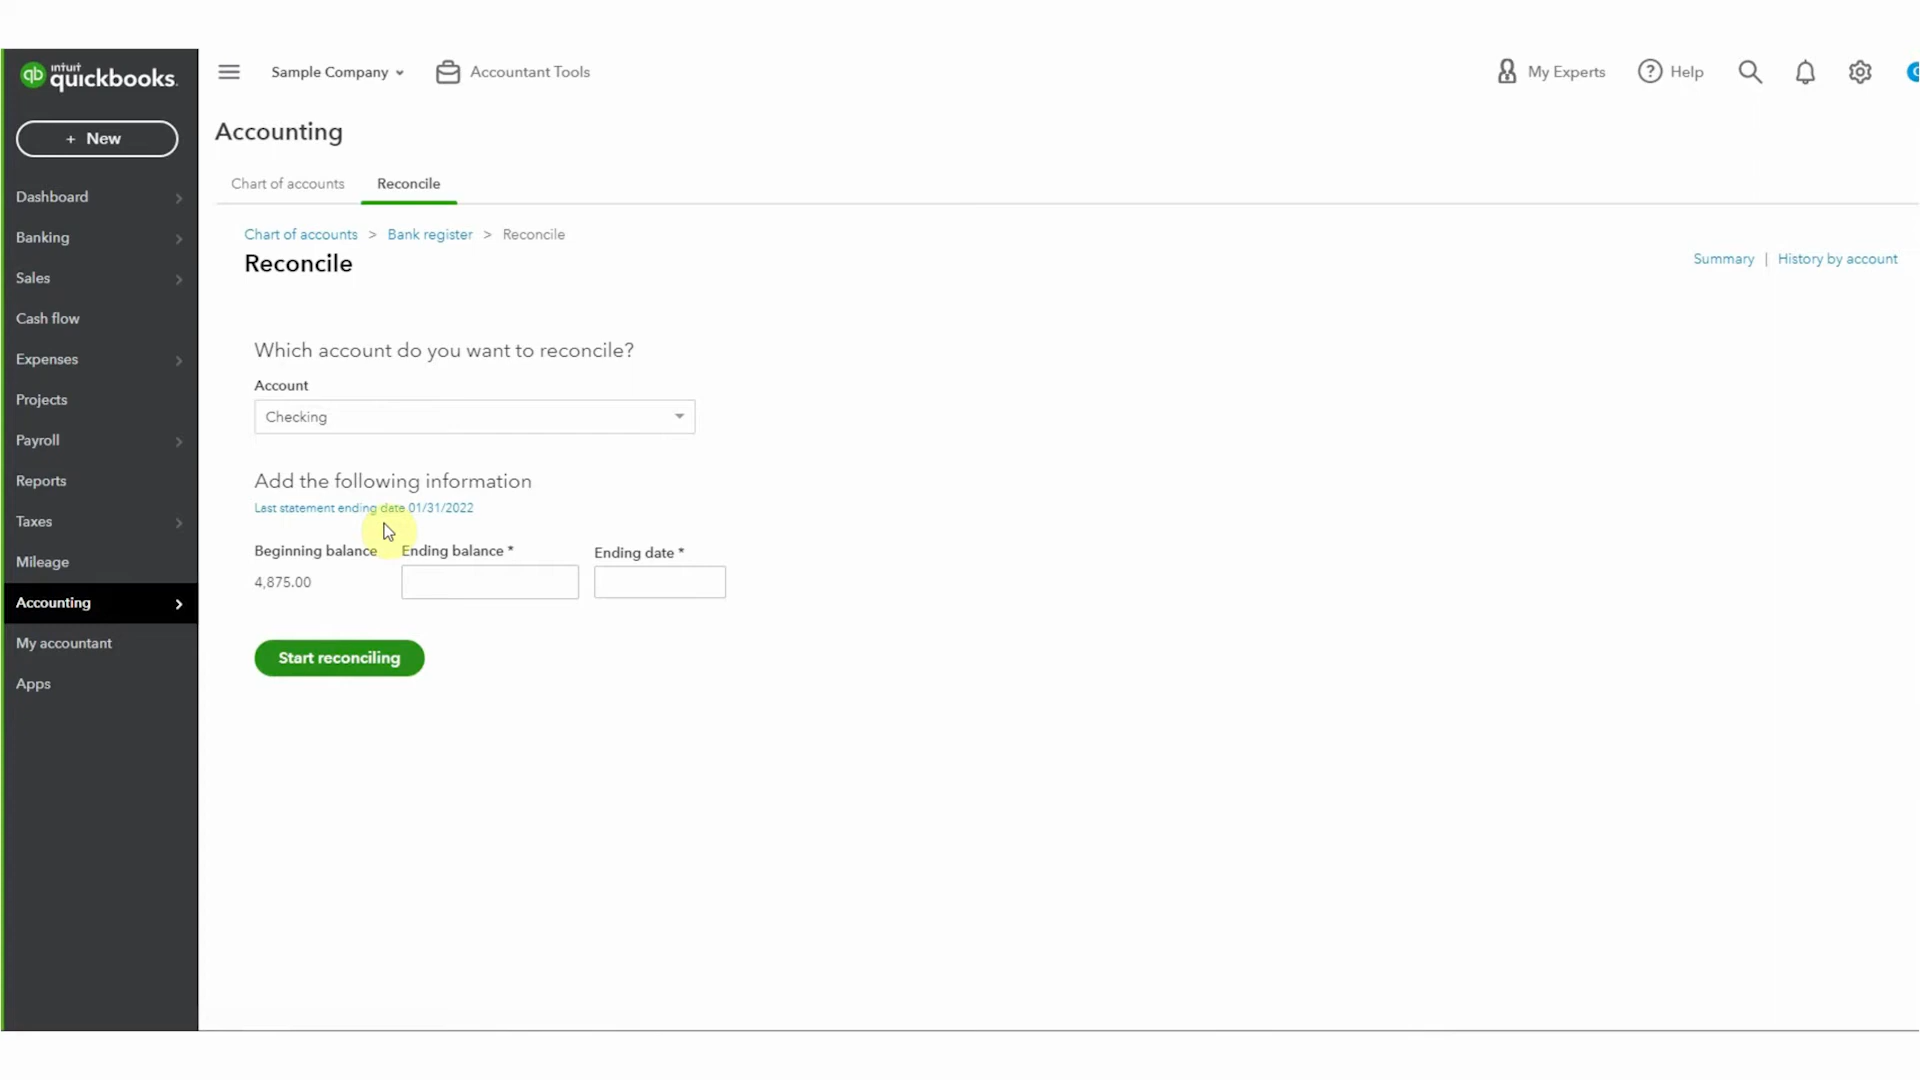 intuit
quickbooks.
Sample Company
Accountant Tools
My Experts
? Help
+ New
Accounting
Chart of accounts
Reconcile
Dashboard
Banking
Sales
Cash flow
Expenses
Projects
Payroll
Reports
Taxes
Mileage
Accounting
My accountant
Apps
Chart of accounts > Bank register > Reconcile
Reconcile
Summary | History by account
Which account do you want to reconcile?
Account
Checking
Add the following information
Last statement ending date 01/31/2022
Beginning balance
Ending balance *
Ending date *
4,875.00
Start reconciling